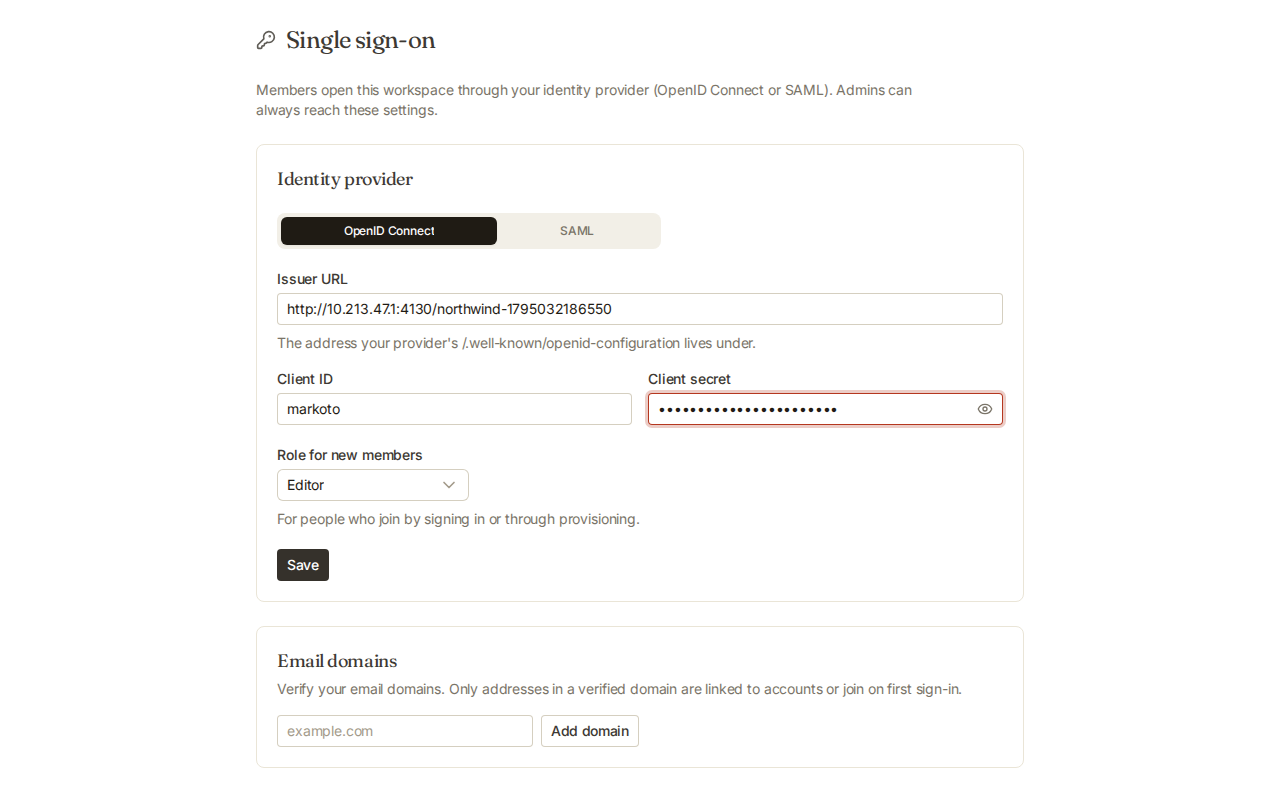 Single sign-on
Members open this workspace through your identity provider (OpenID Connect or SAML). Admins can
always reach these settings.
Identity provider
OpenID Connect
SAML
Issuer URL
http://10.213.47.1:4130/northwind-1795032186550
The address your provider's /.well-known/openid-configuration lives under.
Client ID
Client secret
markoto
•••••••••••••••••••••••
Role for new members
Editor
For people who join by signing in or through provisioning.
Save
Email domains
Verify your email domains. Only addresses in a verified domain are linked to accounts or join on first sign-in.
example.com
Add domain